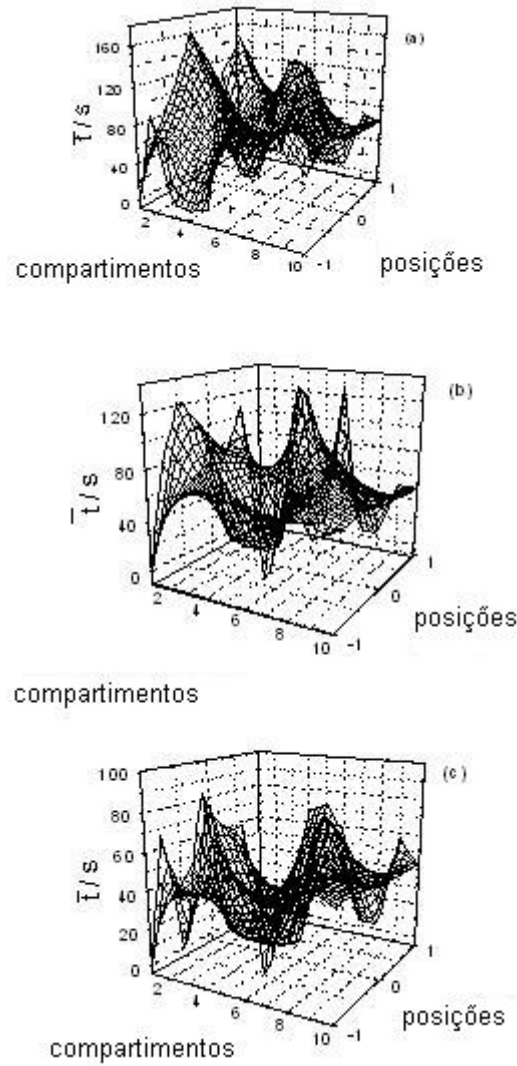 (a)
160
120
80
40
0
t̄/s
2 4 6 8 10 -1 0 1
compartimentos posições
(b)
120
80
40
0
t̄/s
2 4 6 8 10 -1 0 1
posições
compartimentos
(c)
100
80
60
40
20
0
t̄/s
2 4 6 8 10 -1 0 1
posições
compartimentos